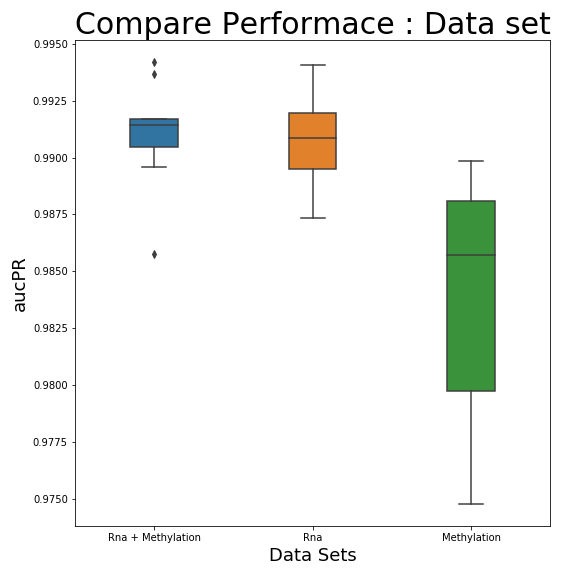 Compare Performace : Data set
0.9950
0.9925
0.9900
0.9875
0.9850
0.9825
0.9800
0.9775
0.9750
aucPR
Rna + Methylation
Rna
Methylation
Data Sets